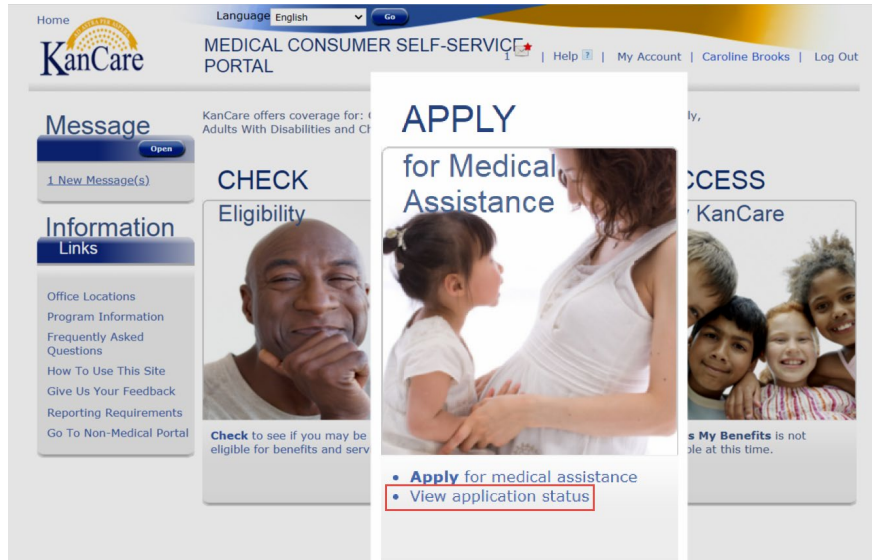 Home
Language English Go
KanCare
MEDICAL CONSUMER SELF-SERVICE
PORTAL
1 | Help ? | My Account | Caroline Brooks | Log Out
KanCare offers coverage for:
ly,
Adults With Disabilities and
Message
Open
1 New Message(s)
Information
Links
Office Locations
Program Information
Frequently Asked
Questions
How To Use This Site
Give Us Your Feedback
Reporting Requirements
Go To Non-Medical Portal
CHECK
Eligibility
Check to see if you may be
eligible for benefits and serv
APPLY
for Medical
Assistance
• Apply for medical assistance
• View application status
CCESS
KanCare
s My Benefits is not
ble at this time.